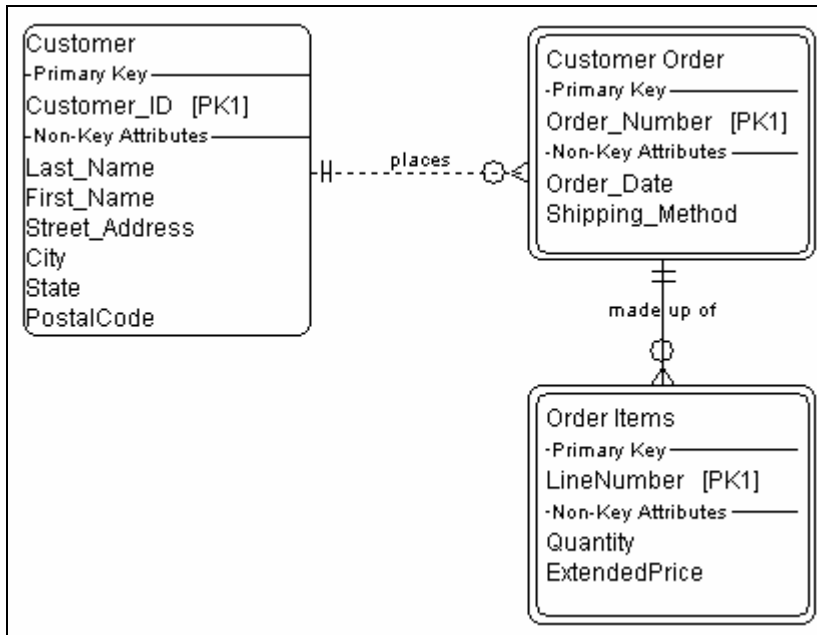 Customer
Primary Key
Customer_ID [PK1]
Non-Key Attributes
Last_Name
First_Name
Street_Address
City
State
PostalCode
places
Customer Order
Primary Key
Order_Number [PK1]
Non-Key Attributes
Order_Date
Shipping_Method
made up of
Order Items
Primary Key
LineNumber [PK1]
Non-Key Attributes
Quantity
ExtendedPrice